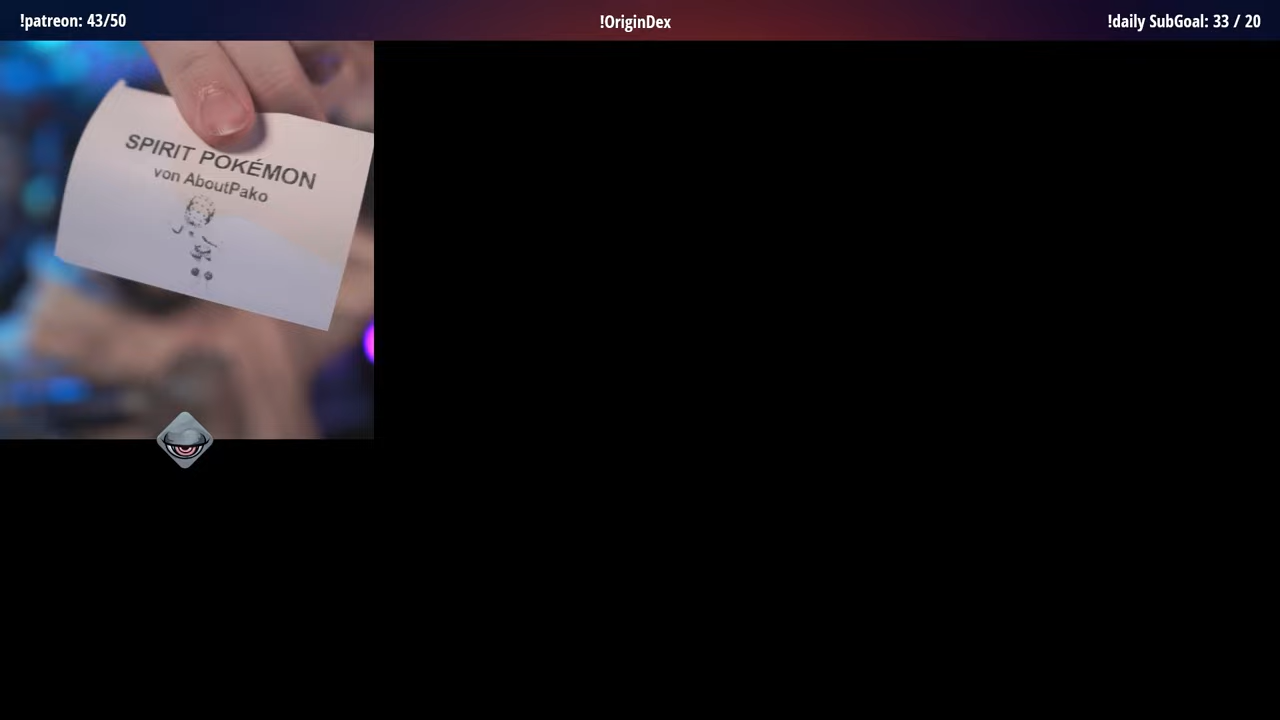 !patreon: 43/50
!OriginDex
!daily SubGoal: 33 / 20
SPIRIT POKÉMON
von AboutPako